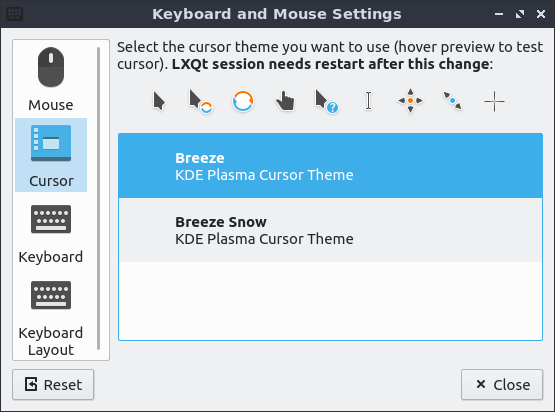 Keyboard and Mouse Settings
Mouse
Cursor
Keyboard
Keyboard
Layout
Select the cursor theme you want to use (hover preview to test
cursor). LXQt session needs restart after this change:
?
Breeze
KDE Plasma Cursor Theme
Breeze Snow
KDE Plasma Cursor Theme
Reset
Close